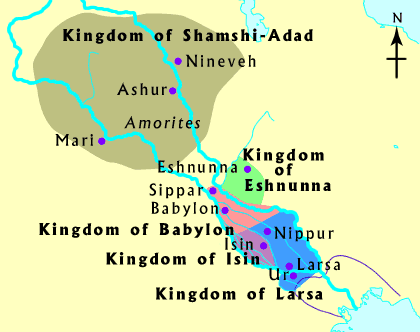 Kingdom of Shamshi-Adad
N
Nineveh
Ashur
Amorites
Mari
Eshnunna
Kingdom
of
Eshnunna
Sippar
Babylon
Kingdom of Babylon
Nippur
Isin
Kingdom of Isin
Larsa
Ur
Kingdom of Larsa